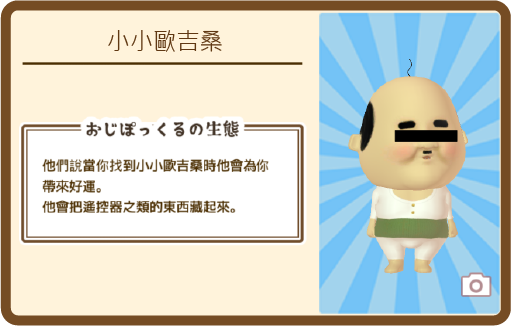 小小歐吉桑
おじぽっくるの生態
他們說當你找到小小歐吉桑時他會為你
帶來好運。
他會把遙控器之類的東西藏起來。